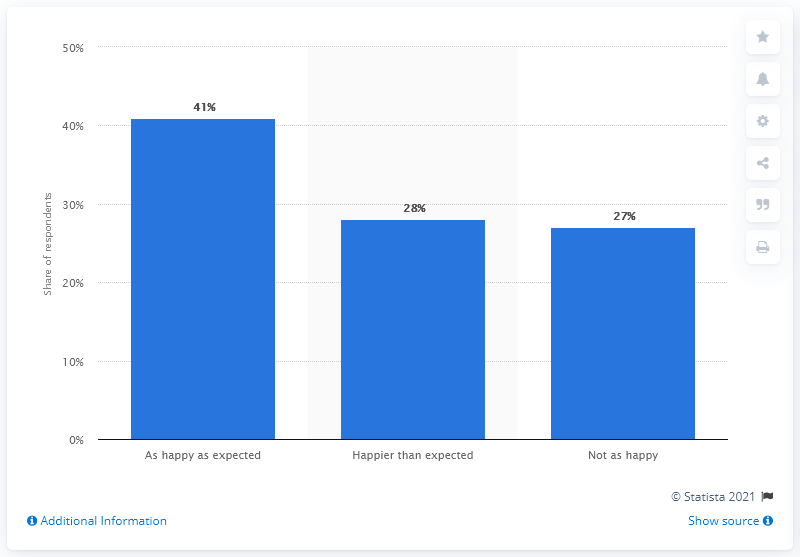 50%
41%
40%
Share of respondents
30%
28%
27%
20%
10%
0%
As happy as expected
Happier than expected
Not as happy
© Statista 2021
Additional Information
Show source